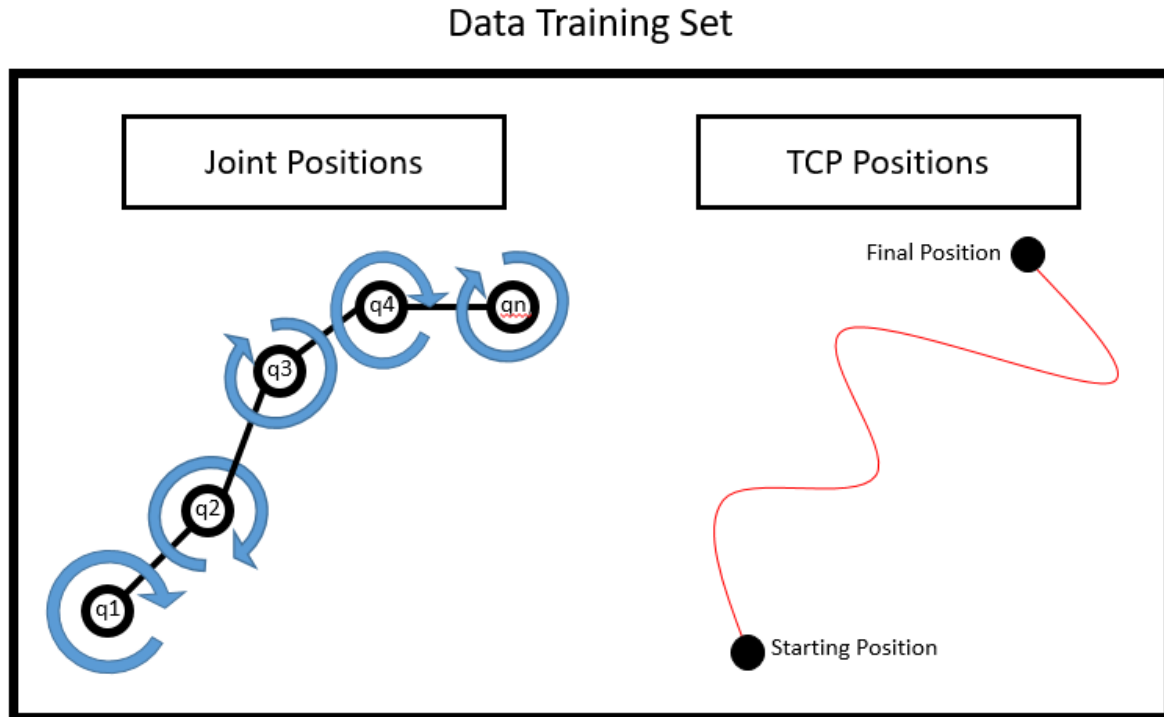 Data Training Set
Joint Positions
TCP Positions
Final Position
q4
qn
q3
q2
q1
Starting Position